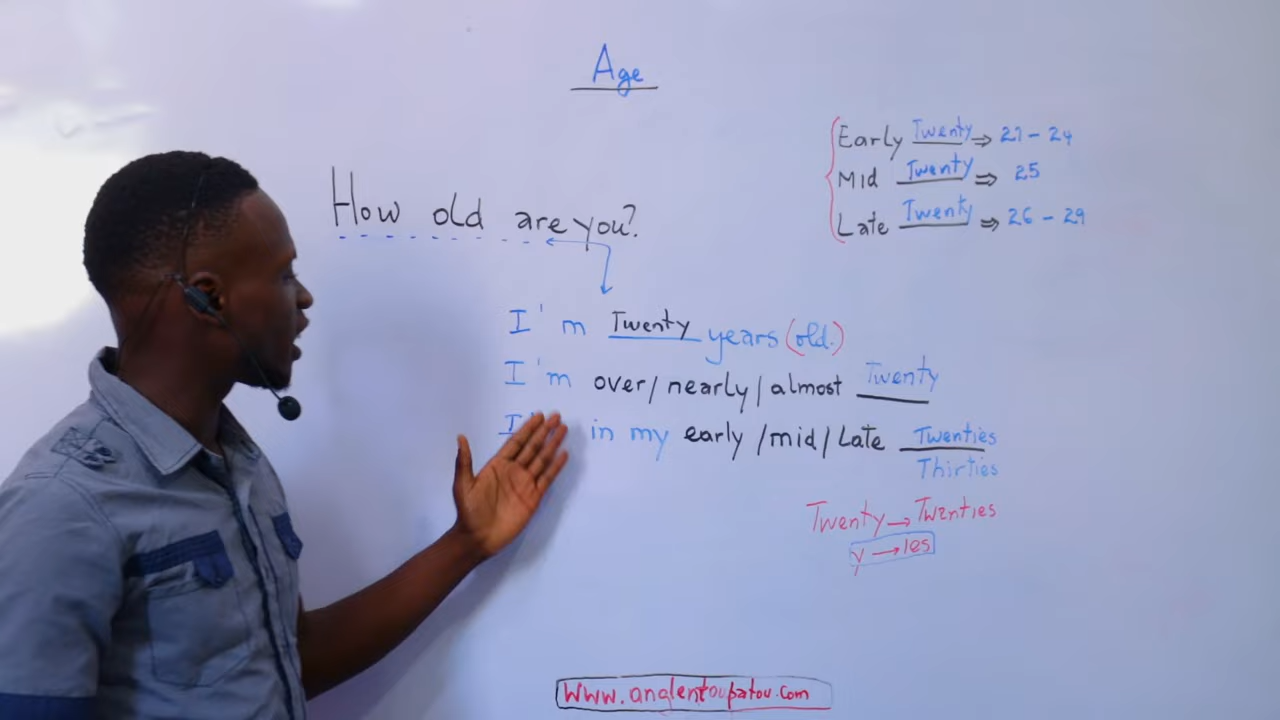 Age
Early Twenty ⇒ 21 - 24
Mid Twenty ⇒ 25
Late Twenty ⇒ 26 - 29
How old are you?
I'm Twenty years (old.)
I'm over/nearly/almost Twenty
in my early/mid/Late Twenties
Thirties
Twenty → Twenties
y → ies
www.anglentoupatou.com